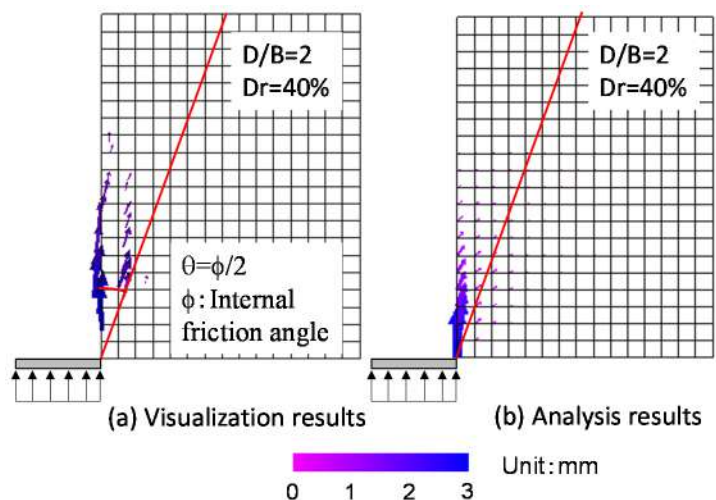 D/B=2
Dr=40%
D/B=2
Dr=40%
θ=ϕ/2
ϕ: Internal
friction angle
(a) Visualization results
(b) Analysis results
Unit:mm
0 1 2 3